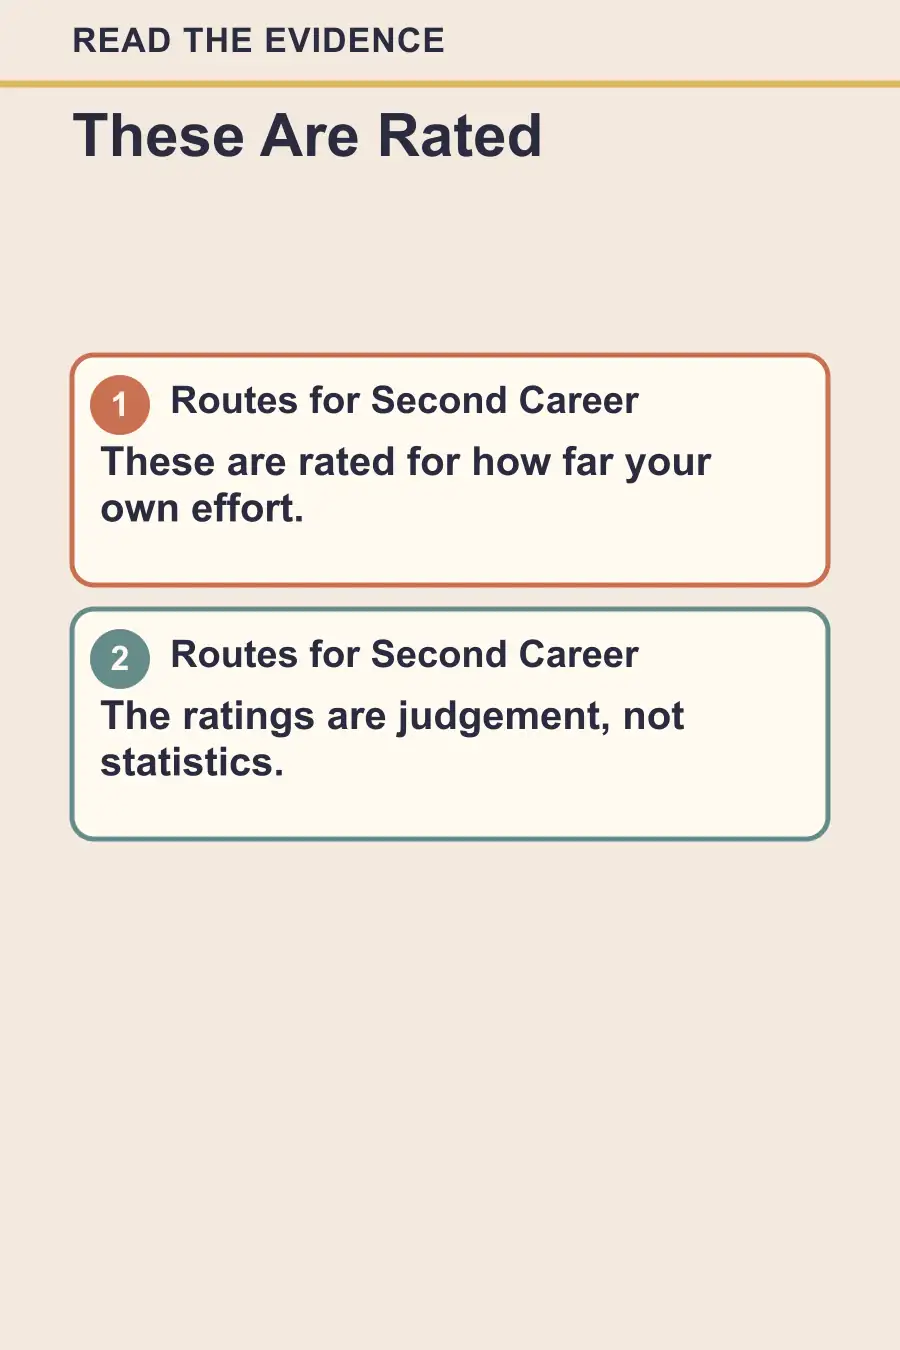 READ THE EVIDENCE
These Are Rated
1
Routes for Second Career
These are rated for how far your
own effort.
2
Routes for Second Career
The ratings are judgement, not
statistics.